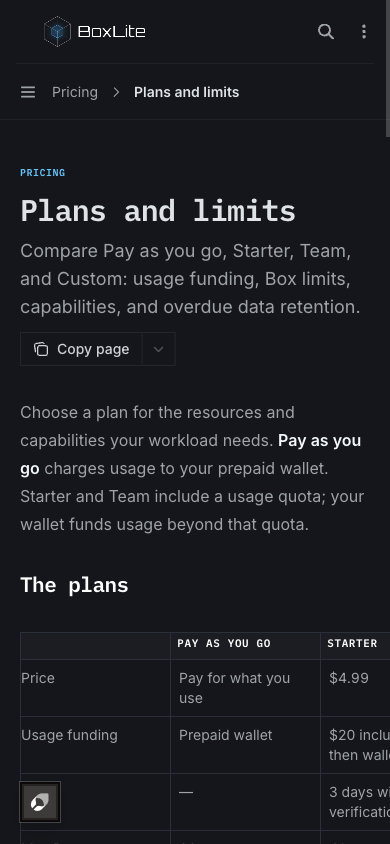 BoxLite
Pricing > Plans and limits
PRICING
Plans and limits
Compare Pay as you go, Starter, Team,
and Custom: usage funding, Box limits,
capabilities, and overdue data retention.
Copy page
Choose a plan for the resources and
capabilities your workload needs. Pay as you
go charges usage to your prepaid wallet.
Starter and Team include a usage quota; your
wallet funds usage beyond that quota.
The plans
PAY AS YOU GO STARTER
Price Pay for what you $4.99
use
Usage funding Prepaid wallet $20 inclu
then wall
— 3 days wi
verificatio